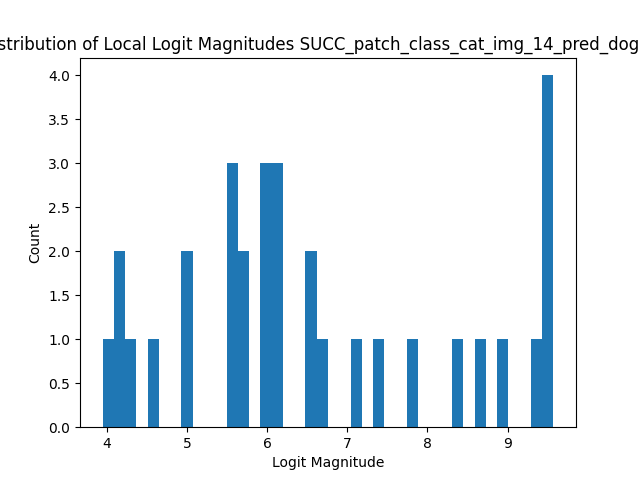 stribution of Local Logit Magnitudes SUCC_patch_class_cat_img_14_pred_dog
4.0
3.5
3.0
2.5
2.0
1.5
1.0
0.5
0.0
Count
4 5 6 7 8 9
Logit Magnitude